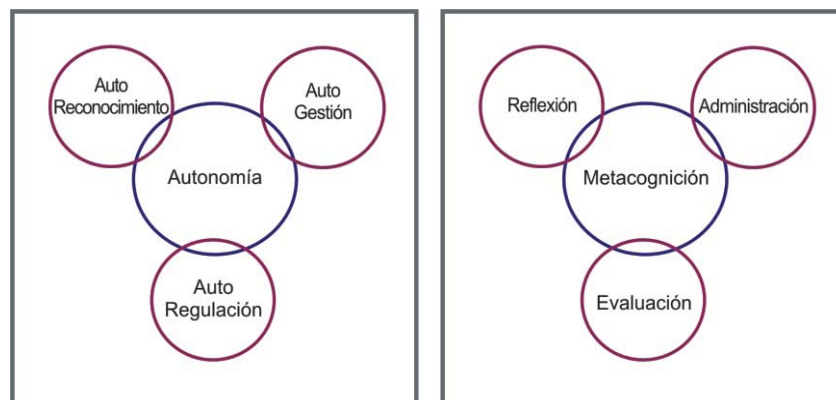 Auto
Reconocimiento
Auto
Gestión
Autonomía
Auto
Regulación
Reflexión
Administración
Metacognición
Evaluación